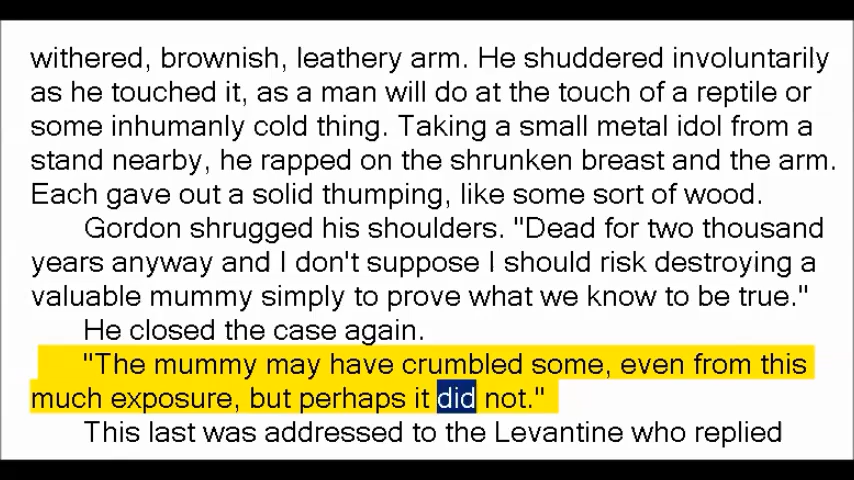 withered, brownish, leathery arm. He shuddered involuntarily
as he touched it, as a man will do at the touch of a reptile or
some inhumanly cold thing. Taking a small metal idol from a
stand nearby, he rapped on the shrunken breast and the arm.
Each gave out a solid thumping, like some sort of wood.
Gordon shrugged his shoulders. "Dead for two thousand
years anyway and I don't suppose I should risk destroying a
valuable mummy simply to prove what we know to be true."
He closed the case again.
"The mummy may have crumbled some, even from this
much exposure, but perhaps it did not."
This last was addressed to the Levantine who replied